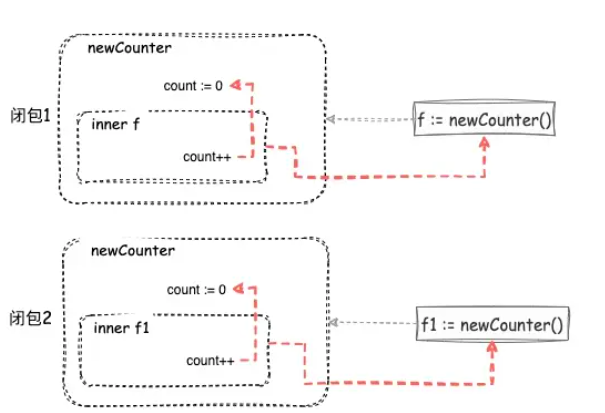 newCounter
count := 0
闭包1
inner f
f := newCounter()
count++
newCounter
count := 0
闭包2
inner f1
f1 := newCounter()
count++